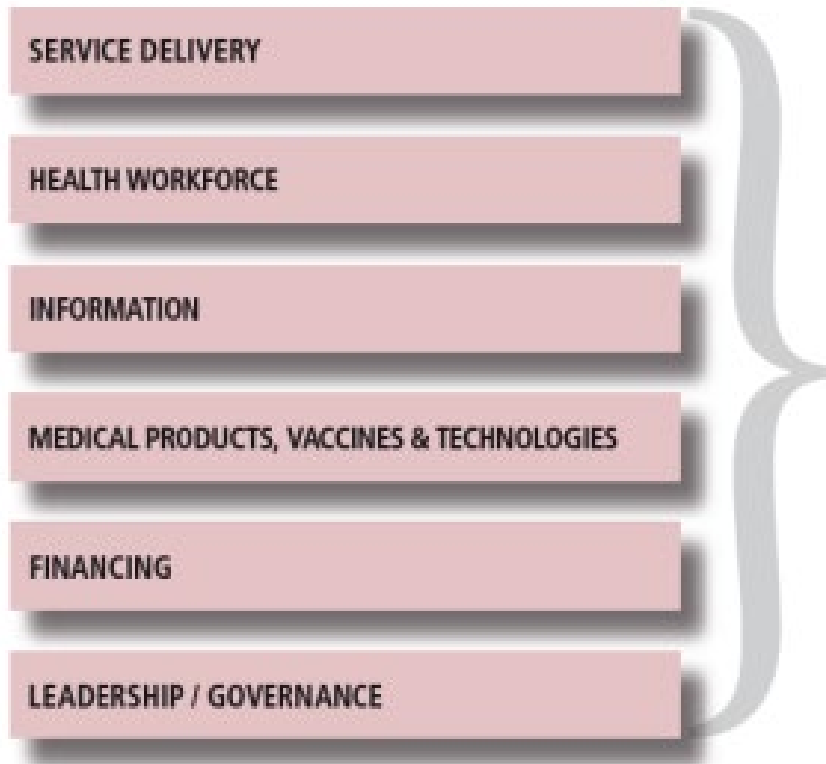 SERVICE DELIVERY
HEALTH WORKFORCE
INFORMATION
MEDICAL PRODUCTS, VACCINES & TECHNOLOGIES
FINANCING
LEADERSHIP / GOVERNANCE